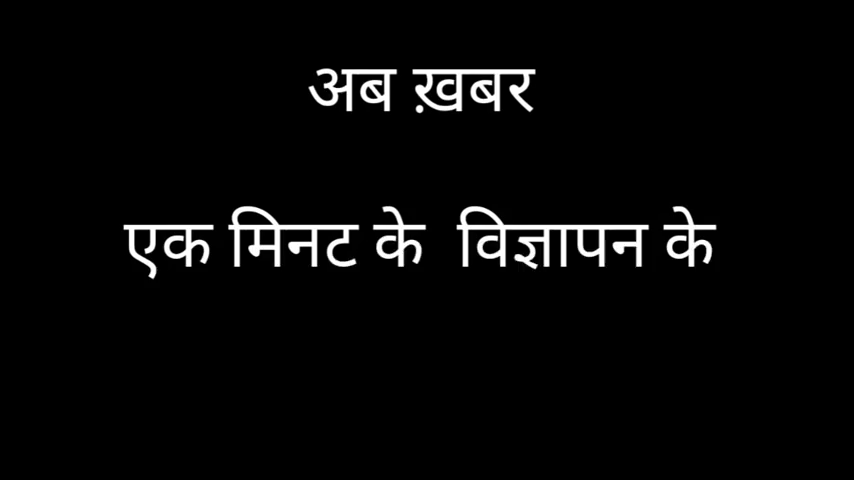 अब ख़बर
एक मिनट के विज्ञापन के